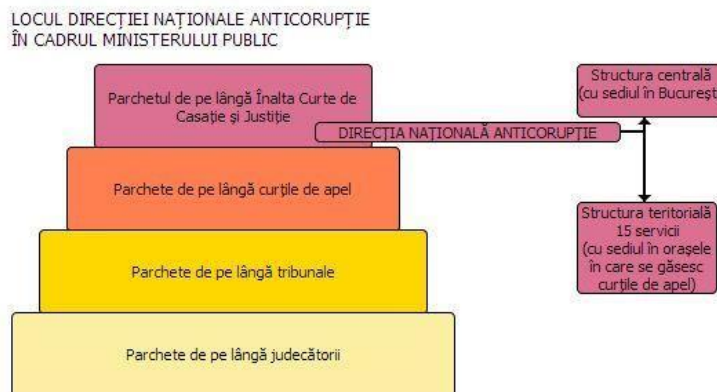 LOCUL DIRECȚIEI NAȚIONALE ANTICORUPȚIE
ÎN CADRUL MINISTERULUI PUBLIC
Parchetul de pe lângă Înalta Curte de
Casație și Justiție
DIRECȚIA NAȚIONALĂ ANTICORUPȚIE
Structura centrală
(cu sediul în București
Parchete de pe lângă curțile de apel
Structura teritorială
15 servicii
(cu sediul în orașele
în care se găsesc
curțile de apel)
Parchete de pe lângă tribunale
Parchete de pe lângă judecătorii